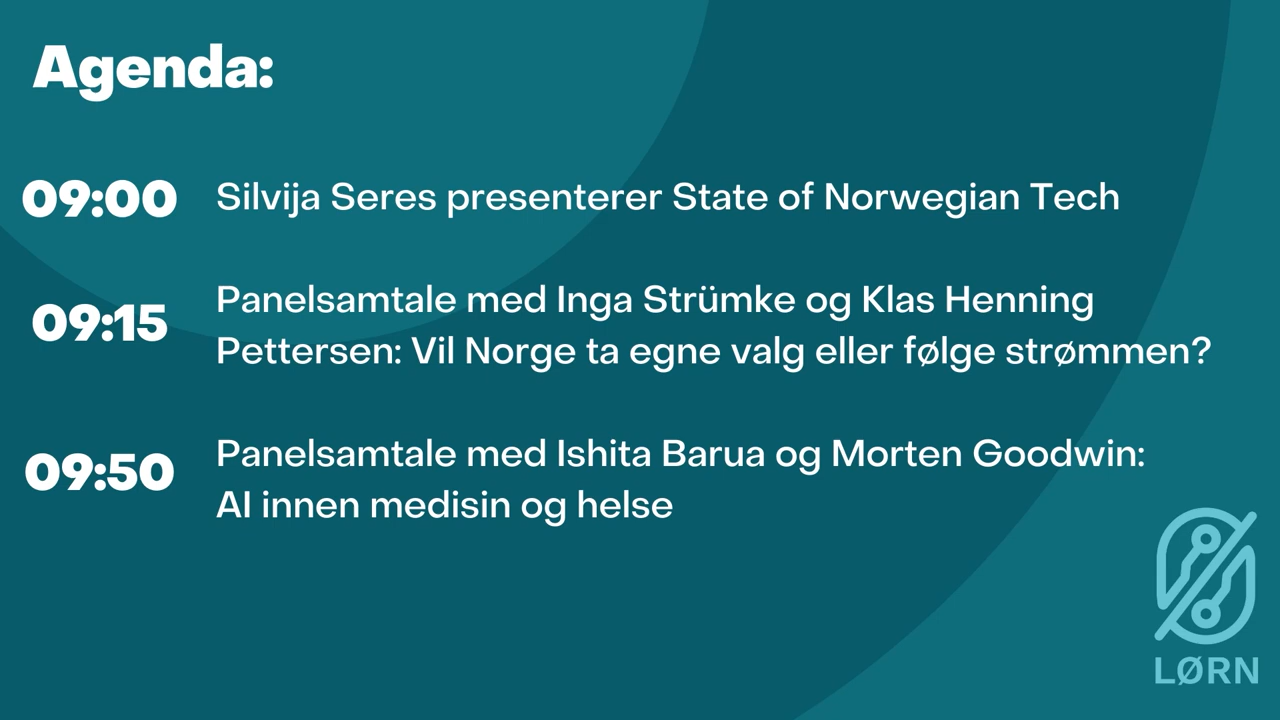 Agenda:
09:00
Silvija Seres presenterer State of Norwegian Tech
09:15
Panelsamtale med Inga Strümke og Klas Henning
Pettersen: Vil Norge ta egne valg eller følge strømmen?
09:50
Panelsamtale med Ishita Barua og Morten Goodwin:
AI innen medisin og helse
LØRN